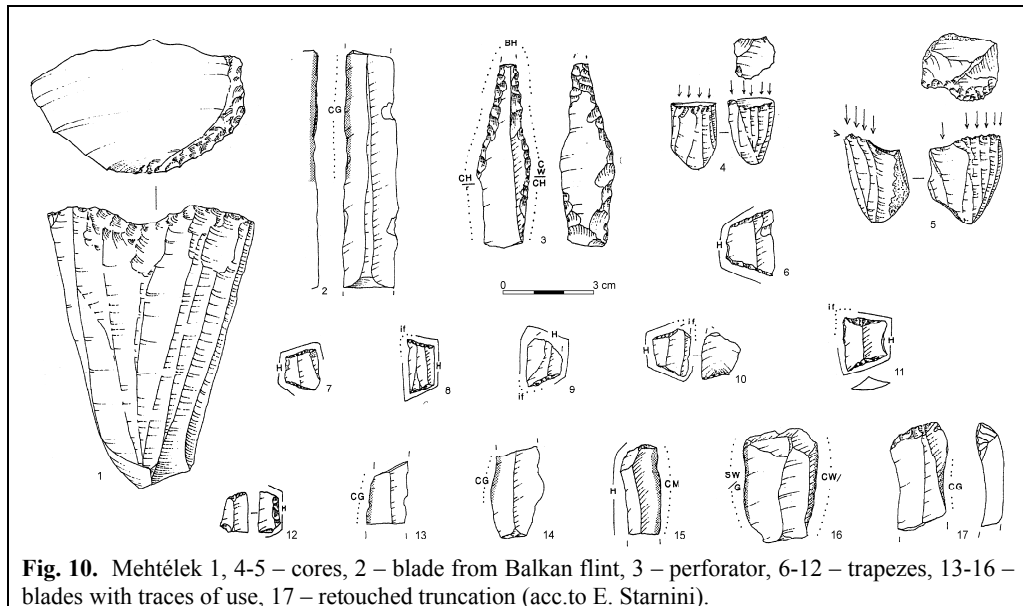 BH
CG
CH
r
C
W
CH
2
3
4
5
6
H
0 3 cm
if
H
if
H
if
H
if
H
H
H
if
7
8
9
10
11
1
H
12
CG
13
CG
14
H
CM
15
SW
/G
CW/
16
CG
17
Fig. 10. Mehtélek 1, 4-5 – cores, 2 – blade from Balkan flint, 3 – perforator, 6-12 – trapezes, 13-16 –
blades with traces of use, 17 – retouched truncation (acc.to E. Starnini).